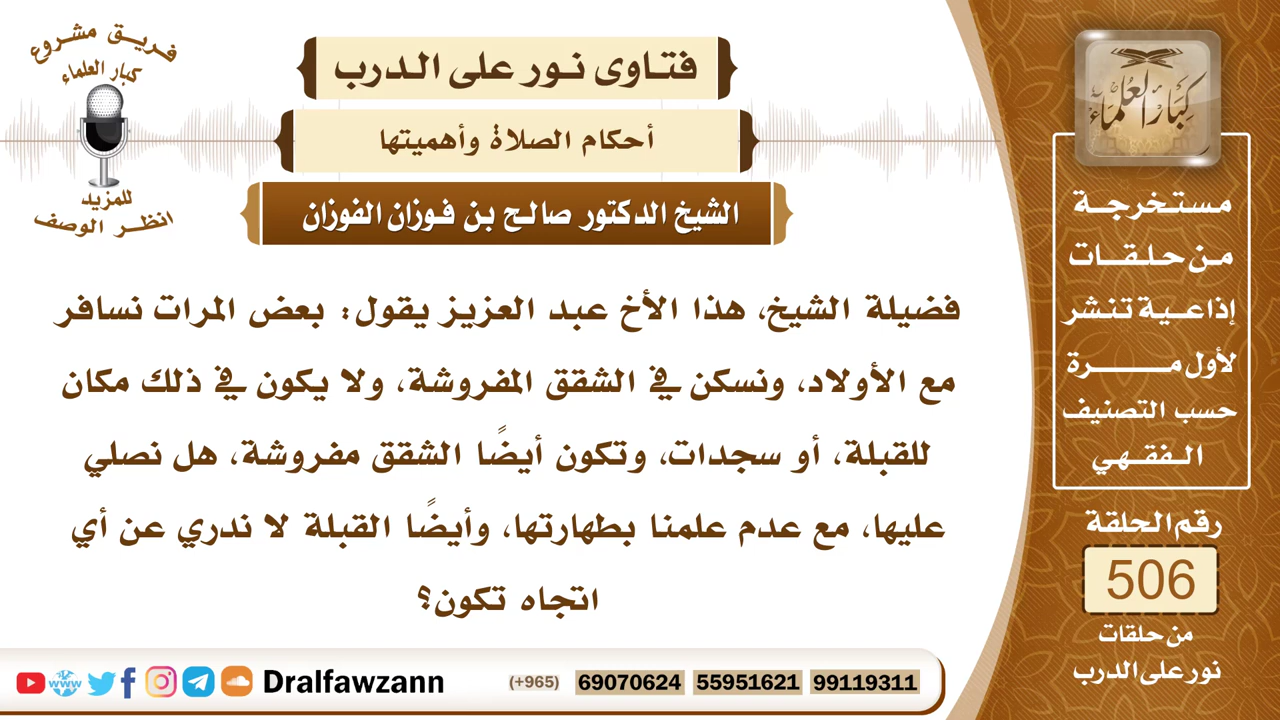 فريق مشروع
كبار العلماء
للمزيد
انظر الوصف
فتاوى نور على الدرب
أحكام الصلاة وأهميتها
الشيخ الدكتور صالح بن فوزان الفوزان
فضيلة الشيخ، هذا الأخ عبد العزيز يقول: بعض المرات نسافر
مع الأولاد، ونسكن في الشقق المفروشة، ولا يكون في ذلك مكان
للقبلة، أو سجدات، وتكون أيضًا الشقق مفروشة، هل نصلي
عليها، مع عدم علمنا بطهارتها، وأيضًا القبلة لا ندري عن أي
اتجاه تكون؟
كبار العلماء
مستخرجة
من حلقات
إذاعية تنشر
لأول مرة
حسب التصنيف
الفقهي
رقم الحلقة
506
من حلقات
نور على الدرب
www Dralfawzann (+965) 69070624 55951621 99119311